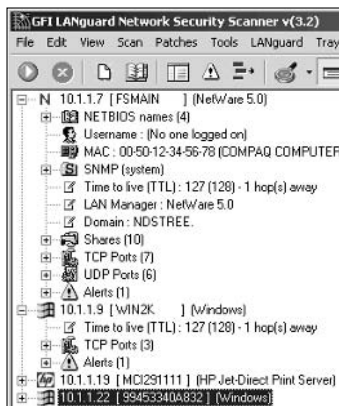 GFI LANguard Network Security Scanner v(3.2)
File Edit View Scan Patches Tools LANguard Tray
N 10.1.1.7 [ FSMAIN ] (NetWare 5.0)
NETBIOS names (4)
Username : (No one logged on)
MAC : 00-50-12-34-56-78 (COMPAQ COMPUTER
SNMP (system)
Time to live (TTL) : 127 (128) - 1 hop(s) away
LAN Manager : NetWare 5.0
Domain : NDSTREE.
Shares (10)
TCP Ports (7)
UDP Ports (6)
Alerts (1)
10.1.1.9 [ WIN2K ] (Windows)
Time to live (TTL) : 127 (128) - 1 hop(s) away
TCP Ports (3)
Alerts (1)
hp 10.1.1.19 [ MCI291111 ] (HP Jet-Direct Print Server)
10.1.1.22 [ 99453340A832 ] (Windows)